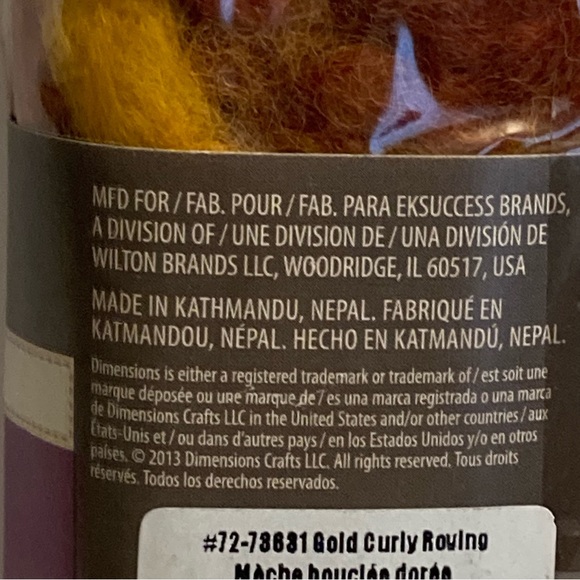 MFD FOR / FAB. POUR / FAB. PARA EKSUCCESS BRANDS,
A DIVISION OF / UNE DIVISION DE / UNA DIVISIÓN DE
WILTON BRANDS LLC, WOODRIDGE, IL 60517, USA
MADE IN KATHMANDU, NEPAL. FABRIQUÉ EN
KATMANDOU, NÉPAL. HECHO EN KATMANDÚ, NEPAL.
Dimensions is either a registered trademark or trademark of / est soit une
marque déposée ou une marque de / es una marca registrada o una marca
de Dimensions Crafts LLC in the United States and/or other countries / aux
États-Unis et / ou dans d'autres pays / en los Estados Unidos y/o en otros
países. © 2013 Dimensions Crafts LLC. All rights reserved. Tous droits
réservés. Todos los derechos reservados.
#72-73631 Gold Curly Roving
Mèche bouclée dorée